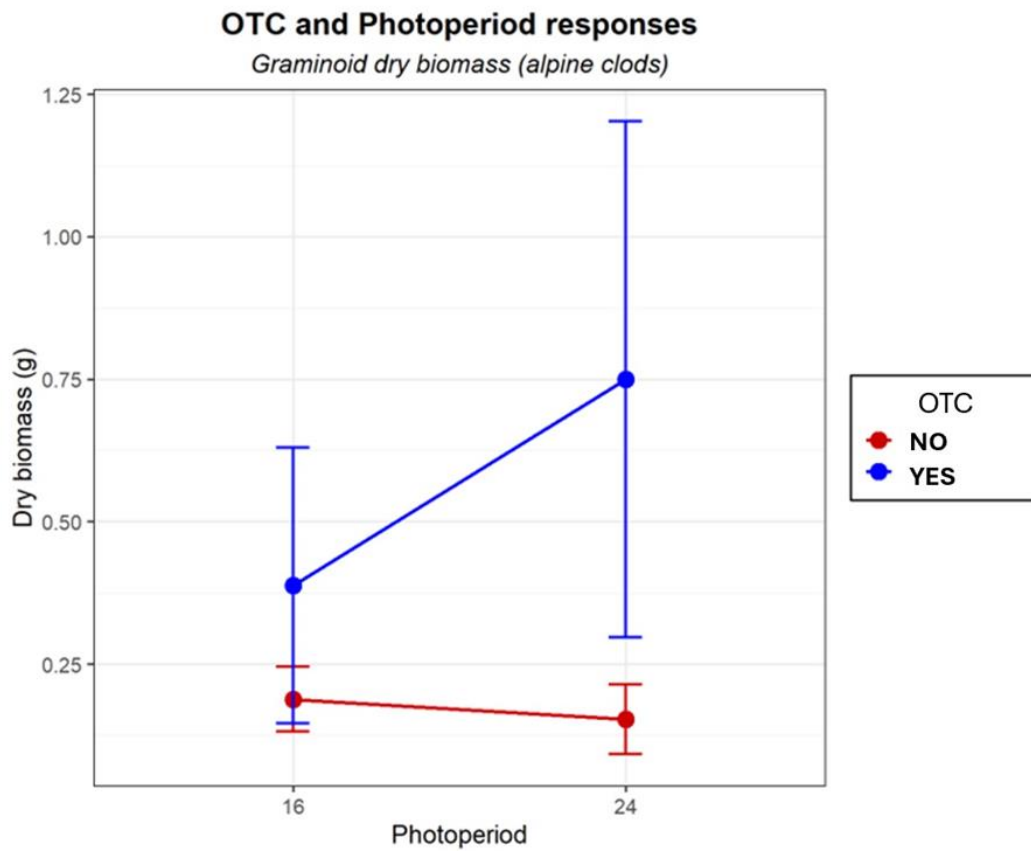 OTC and Photoperiod responses
Graminoid dry biomass (alpine clods)
1.25
1.00
0.75
0.50
0.25
Dry biomass (g)
16
24
Photoperiod
OTC
NO
YES